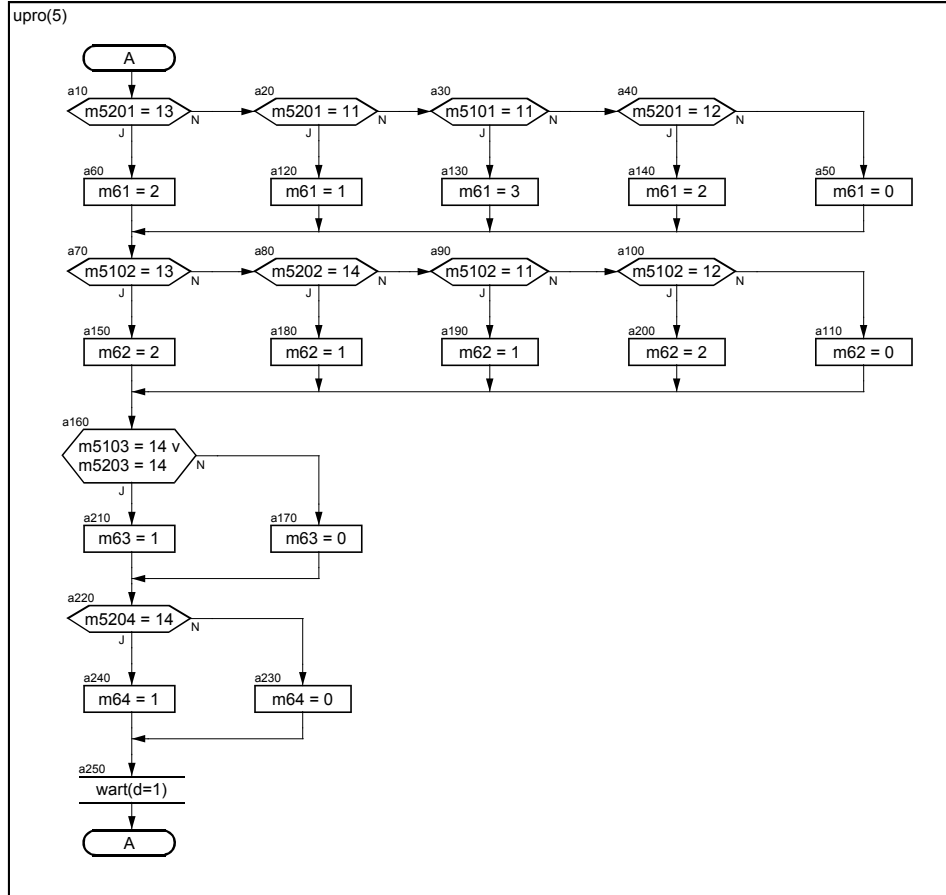 upro(5)
A
a10 a20 a30 a40
m5201 = 13 N m5201 = 11 N m5101 = 11 N m5201 = 12 N
J J J J
a60 a120 a130 a140 a50
m61 = 2 m61 = 1 m61 = 3 m61 = 2 m61 = 0
a70 a80 a90 a100
m5102 = 13 N m5202 = 14 N m5102 = 11 N m5102 = 12 N
J J J J
a150 a180 a190 a200 a110
m62 = 2 m62 = 1 m62 = 1 m62 = 2 m62 = 0
a160
m5103 = 14 v
m5203 = 14 N
J
a210 a170
m63 = 1 m63 = 0
a220
m5204 = 14 N
J
a240 a230
m64 = 1 m64 = 0
a250
wart(d=1)
A